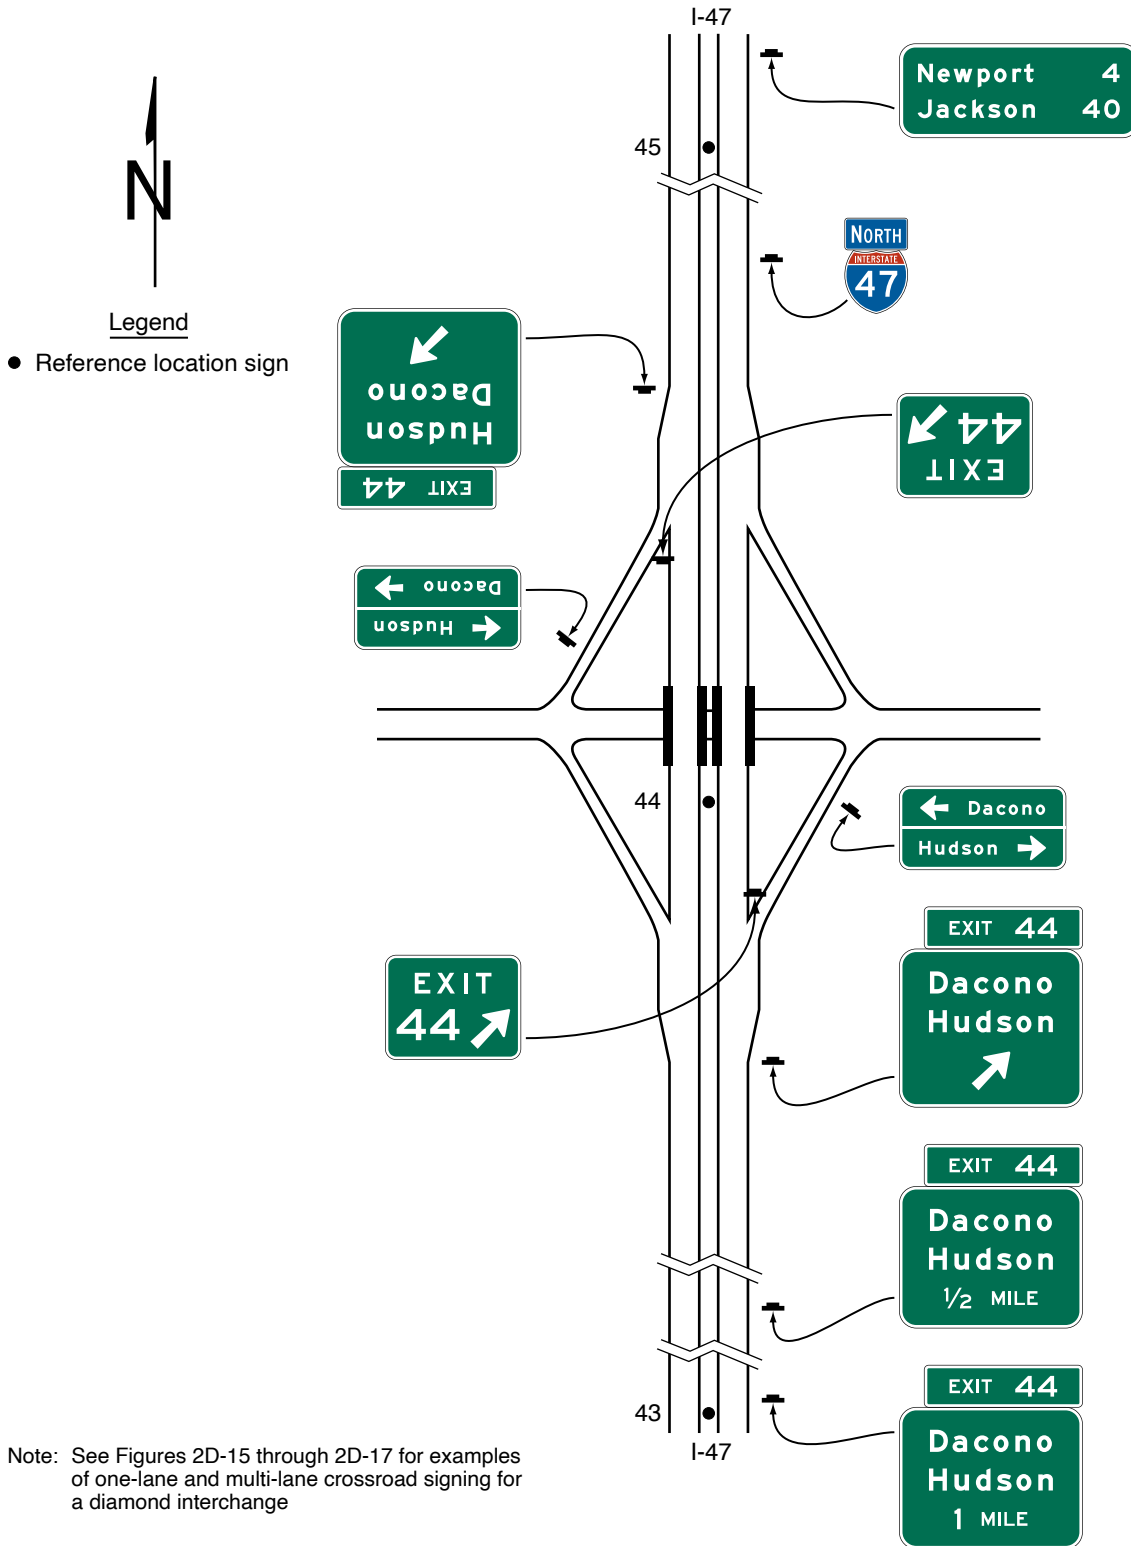 I-47
Newport 4
Jackson 40
45
N
NORTH
INTERSTATE
47
Legend
Reference location sign
Dacono
Hudson
EXIT 44
EXIT
44
Dacono
Hudson
44
Dacono
Hudson
EXIT 44
Dacono
Hudson
EXIT
44
EXIT 44
Dacono
Hudson
1/2 MILE
EXIT 44
Dacono
Hudson
1 MILE
43
I-47
Note: See Figures 2D-15 through 2D-17 for examples
of one-lane and multi-lane crossroad signing for
a diamond interchange